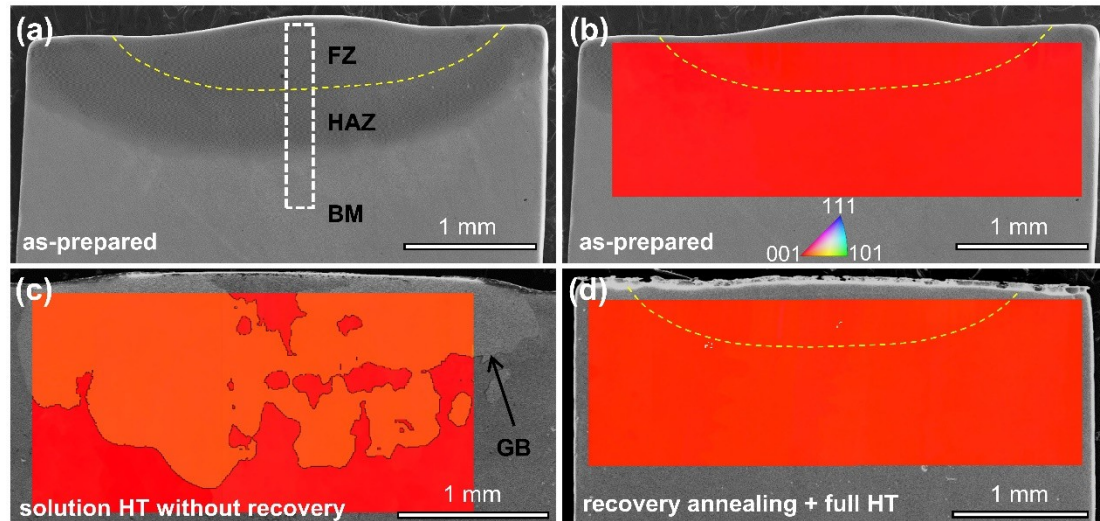 (a)
FZ
HAZ
BM
as-prepared
1 mm
(b)
111
001
101
as-prepared
1 mm
(c)
GB
solution HT without recovery
1 mm
(d)
recovery annealing + full HT
1 mm